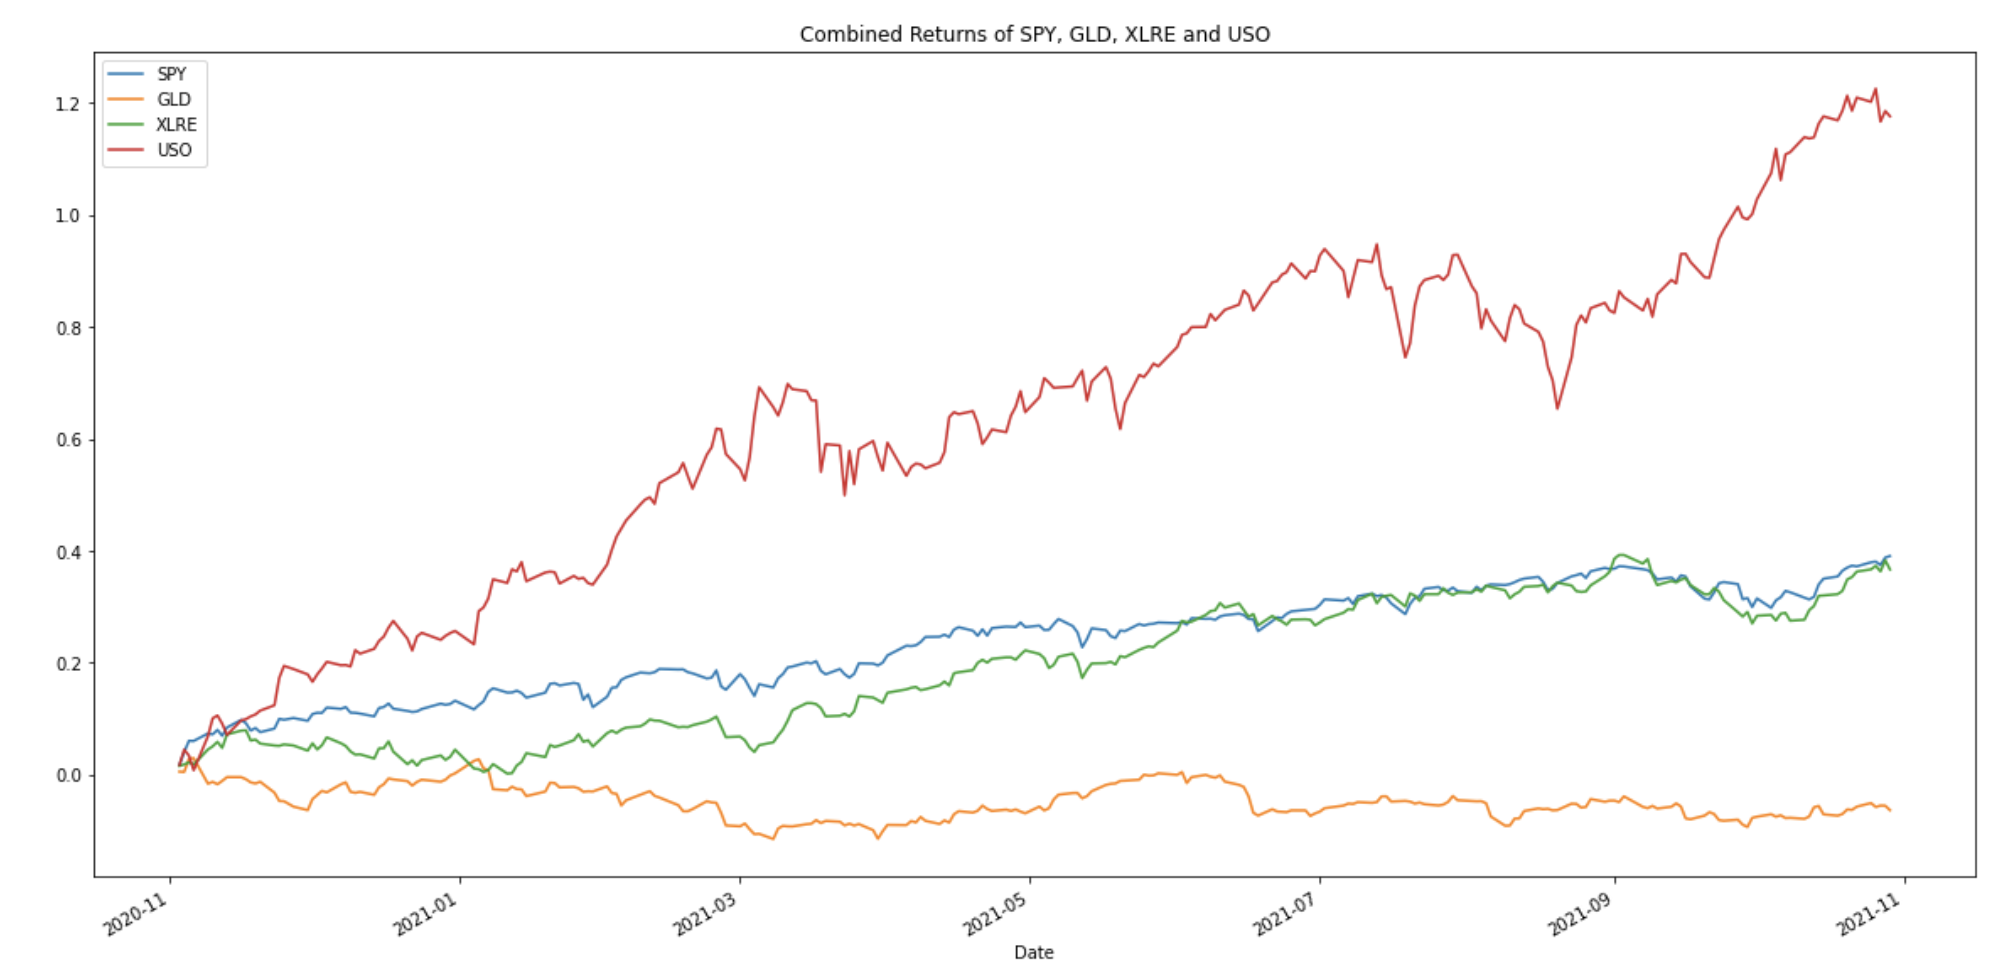 Combined Returns of SPY, GLD, XLRE and USO
SPY
GLD
XLRE
USO
1.2
1.0
0.8
0.6
0.4
0.2
0.0
2020-11
2021-01
2021-03
2021-05
2021-07
2021-09
2021-11
Date